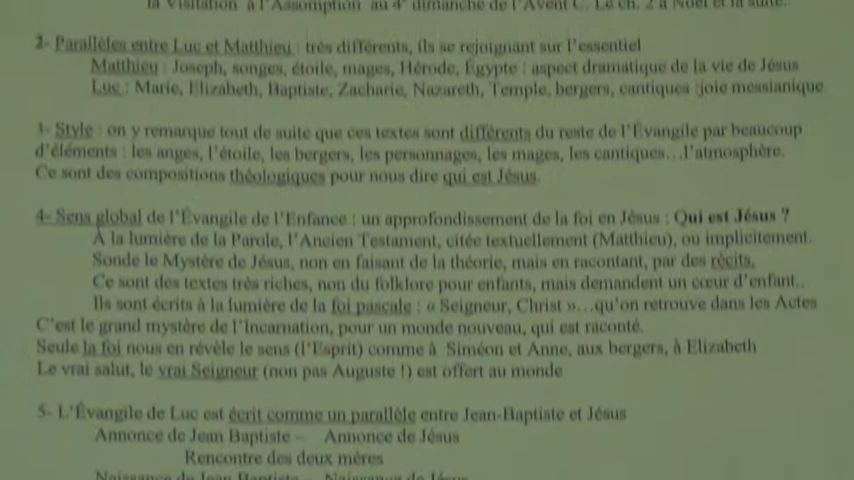 la Visitation à l'Assomption au 4e dimanche de l'Avent C. Le ch. 2 à Noël et la suite.
2- Parallèles entre Luc et Matthieu : très différents, ils se rejoignant sur l'essentiel
Matthieu : Joseph, songes, étoile, mages, Hérode, Égypte : aspect dramatique de la vie de Jésus
Luc : Marie, Elizabeth, Baptiste, Zacharie, Nazareth, Temple, bergers, cantiques :joie messianique
3- Style : on y remarque tout de suite que ces textes sont différents du reste de l'Évangile par beaucoup
d'éléments : les anges, l'étoile, les bergers, les personnages, les mages, les cantiques…l'atmosphère.
Ce sont des compositions théologiques pour nous dire qui est Jésus.
4- Sens global de l'Évangile de l'Enfance : un approfondissement de la foi en Jésus : Qui est Jésus ?
À la lumière de la Parole, l'Ancien Testament, citée textuellement (Matthieu), ou implicitement.
Sonde le Mystère de Jésus, non en faisant de la théorie, mais en racontant, par des récits.
Ce sont des textes très riches, non du folklore pour enfants, mais demandent un cœur d'enfant..
Ils sont écrits à la lumière de la foi pascale : « Seigneur, Christ »…qu'on retrouve dans les Actes
C'est le grand mystère de l'Incarnation, pour un monde nouveau, qui est raconté.
Seule la foi nous en révèle le sens (l'Esprit) comme à Siméon et Anne, aux bergers, à Elizabeth
Le vrai salut, le vrai Seigneur (non pas Auguste !) est offert au monde
5- L'Évangile de Luc est écrit comme un parallèle entre Jean-Baptiste et Jésus
Annonce de Jean Baptiste – Annonce de Jésus
Rencontre des deux mères
Naissance de Jean Baptiste – Naissance de Jésus